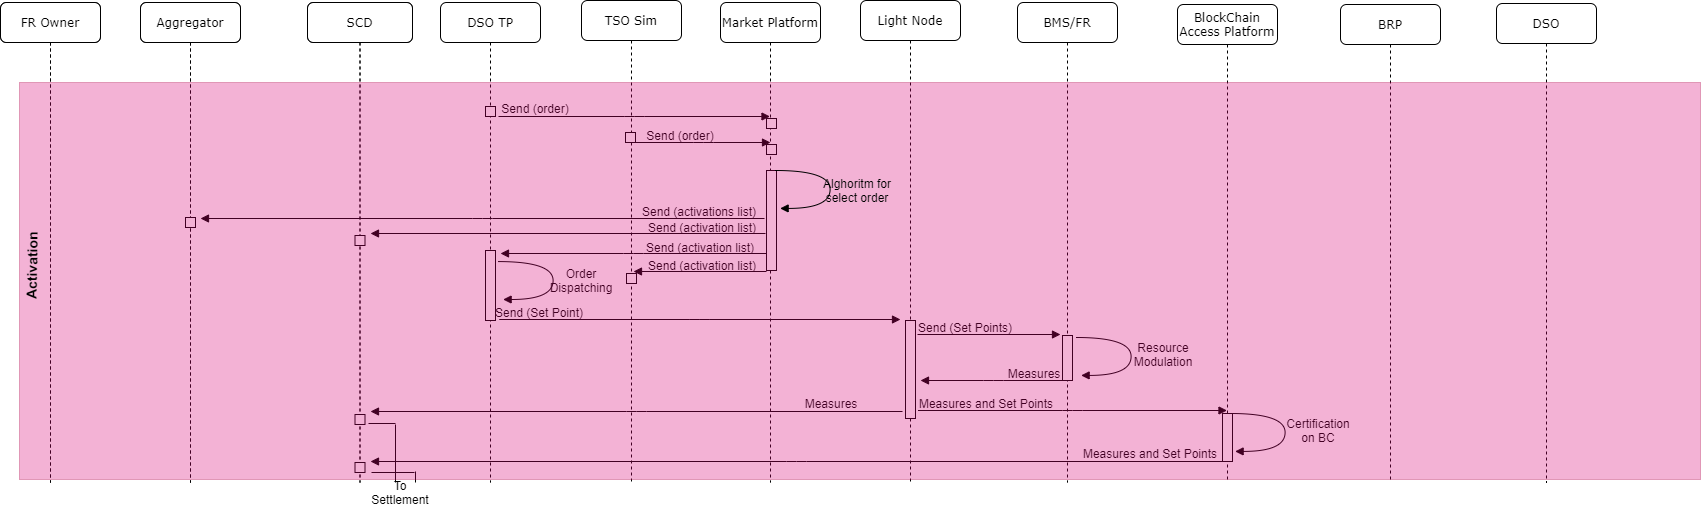 FR Owner
Aggregator
SCD
DSO TP
TSO Sim
Market Platform
Light Node
BMS/FR
BlockChain
Access Platform
BRP
DSO
Activation
Send (order)
Send (order)
Alghoritm for
select order
Send (activations list)
Send (activation list)
Send (activation list)
Send (activation list)
Order
Dispatching
Send (Set Point)
Send (Set Points)
Resource
Modulation
Measures
Measures
Measures and Set Points
Certification
on BC
Measures and Set Points
To
Settlement